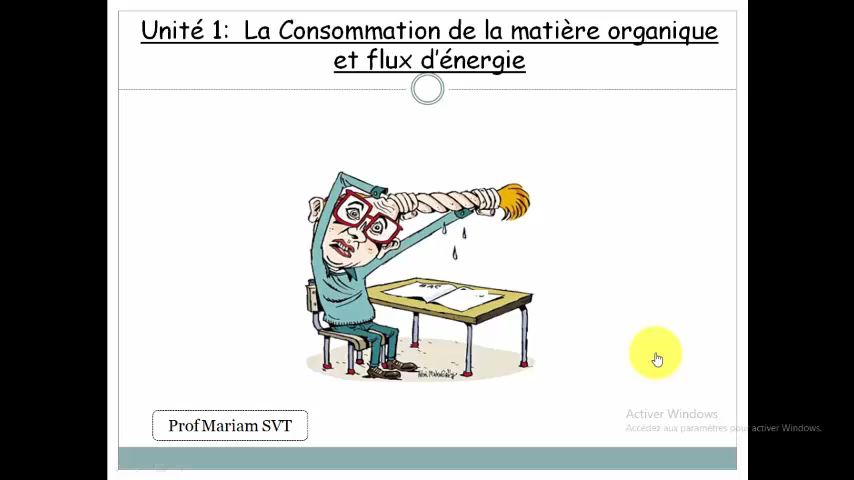 Unité 1:  La Consommation de la matière organique
et flux d'énergie
BAC
Prof Mariam SVT
Activer Windows
Accédez aux paramètres pour activer Windows.